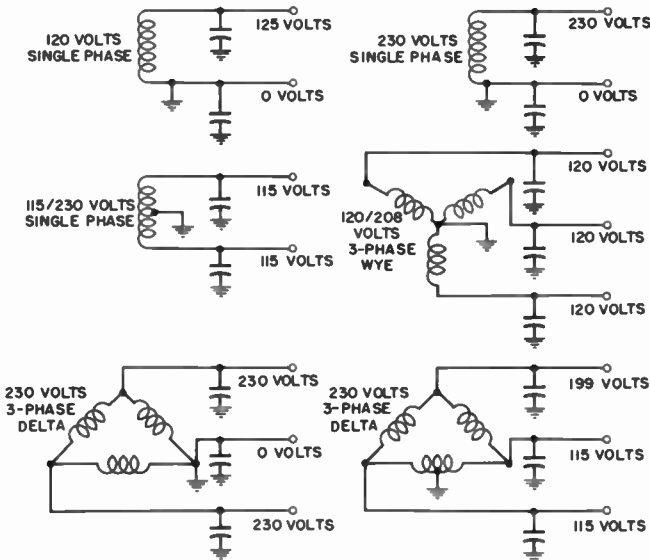 120 VOLTS
SINGLE PHASE
125 VOLTS
0 VOLTS
230 VOLTS
SINGLE PHASE
230 VOLTS
0 VOLTS
115/230 VOLTS
SINGLE PHASE
115 VOLTS
115 VOLTS
120/208
VOLTS
3-PHASE
WYE
120 VOLTS
120 VOLTS
120 VOLTS
230 VOLTS
3-PHASE
DELTA
230 VOLTS
0 VOLTS
230 VOLTS
230 VOLTS
3-PHASE
DELTA
199 VOLTS
115 VOLTS
115 VOLTS